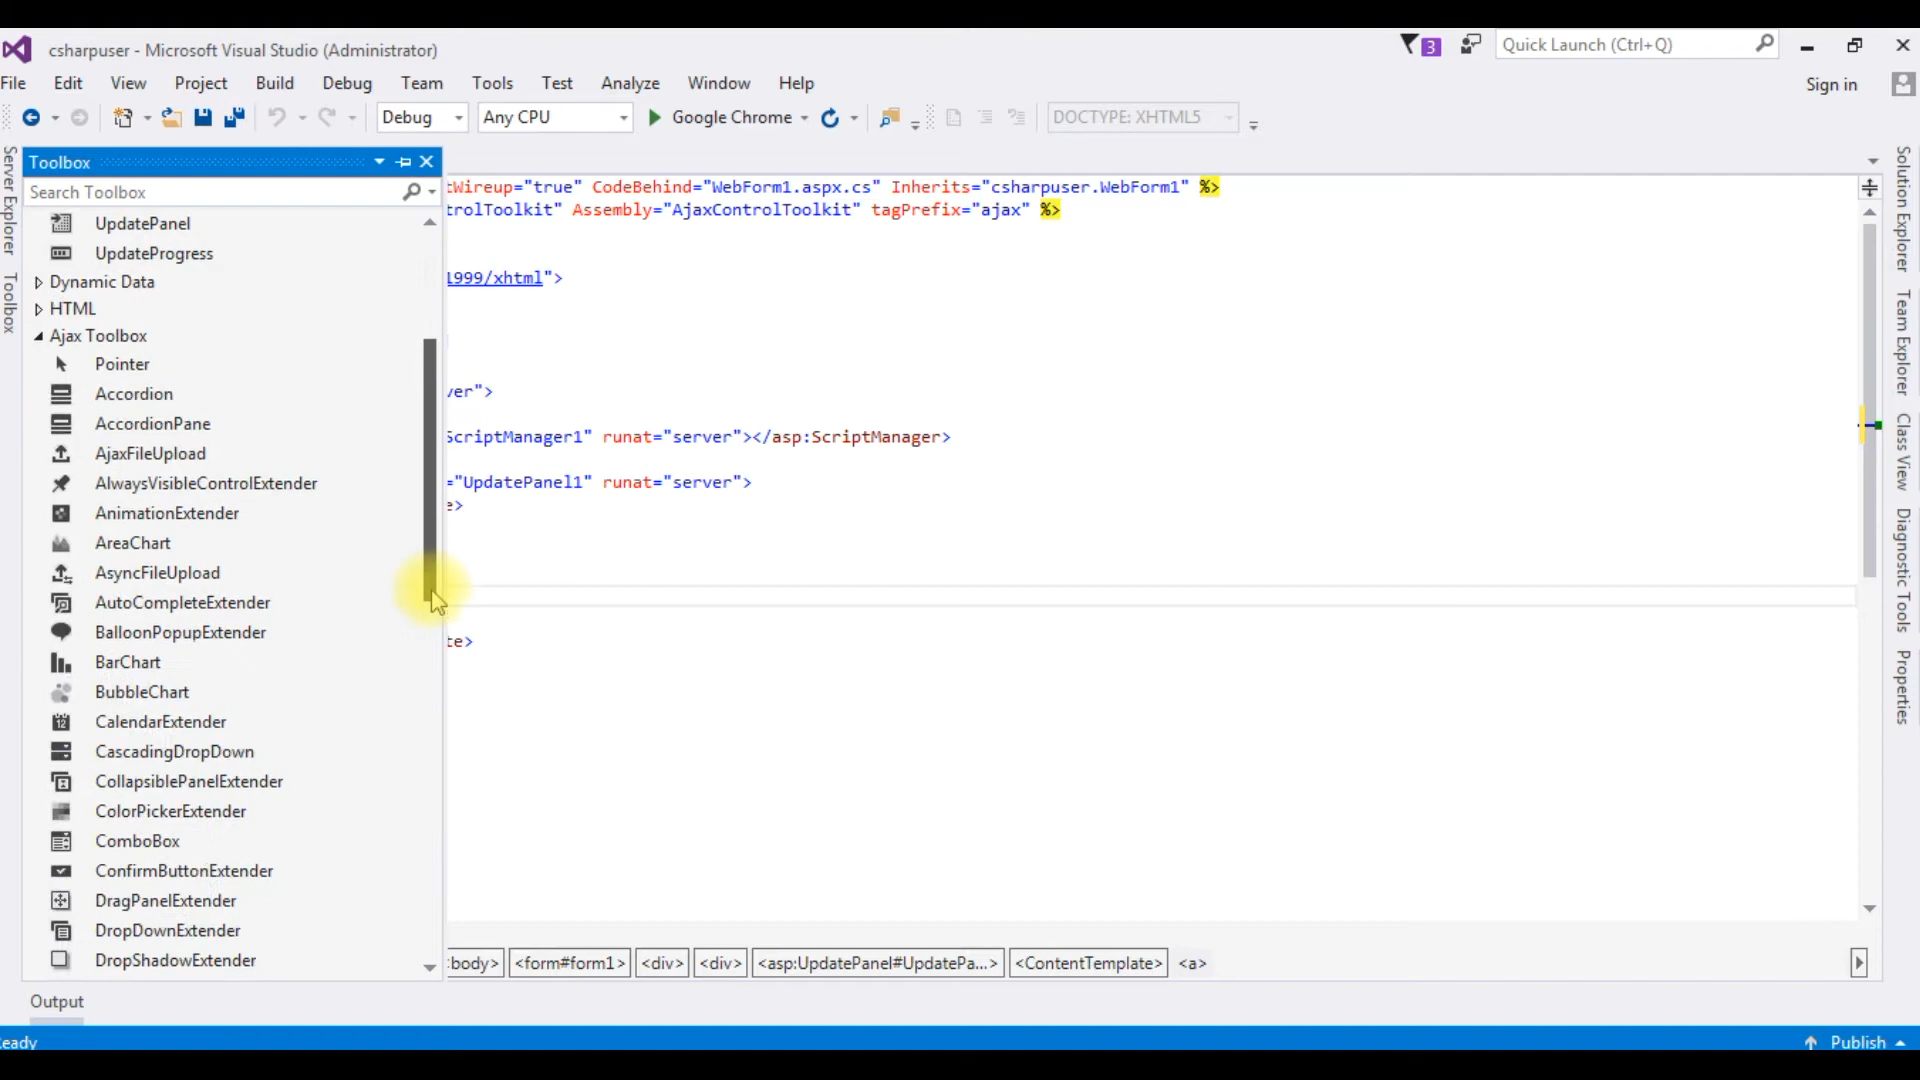 csharpuser - Microsoft Visual Studio (Administrator)
3
Quick Launch (Ctrl+Q)
File Edit View Project Build Debug Team Tools Test Analyze Window Help
Sign in
Debug Any CPU Google Chrome DOCTYPE: XHTML5
Server Explorer
Toolbox
Toolbox
Search Toolbox
UpdatePanel
UpdateProgress
Dynamic Data
HTML
Ajax Toolbox
Pointer
Accordion
AccordionPane
AjaxFileUpload
AlwaysVisibleControlExtender
AnimationExtender
AreaChart
AsyncFileUpload
AutoCompleteExtender
BalloonPopupExtender
BarChart
BubbleChart
CalendarExtender
CascadingDropDown
CollapsiblePanelExtender
ColorPickerExtender
ComboBox
ConfirmButtonExtender
DragPanelExtender
DropDownExtender
DropShadowExtender
tWireup="true" CodeBehind="WebForm1.aspx.cs" Inherits="csharpuser.WebForm1" %>
trolToolkit" Assembly="AjaxControlToolkit" tagPrefix="ajax" %>
1999/xhtml">
ver">
ScriptManager1" runat="server"></asp:ScriptManager>
="UpdatePanel1" runat="server">
e>
te>
body> <form#form1> <div> <div> <asp:UpdatePanel#UpdatePa...> <ContentTemplate> <a>
Solution Explorer
Team Explorer
Class View
Diagnostic Tools
Properties
Output
eady
Publish